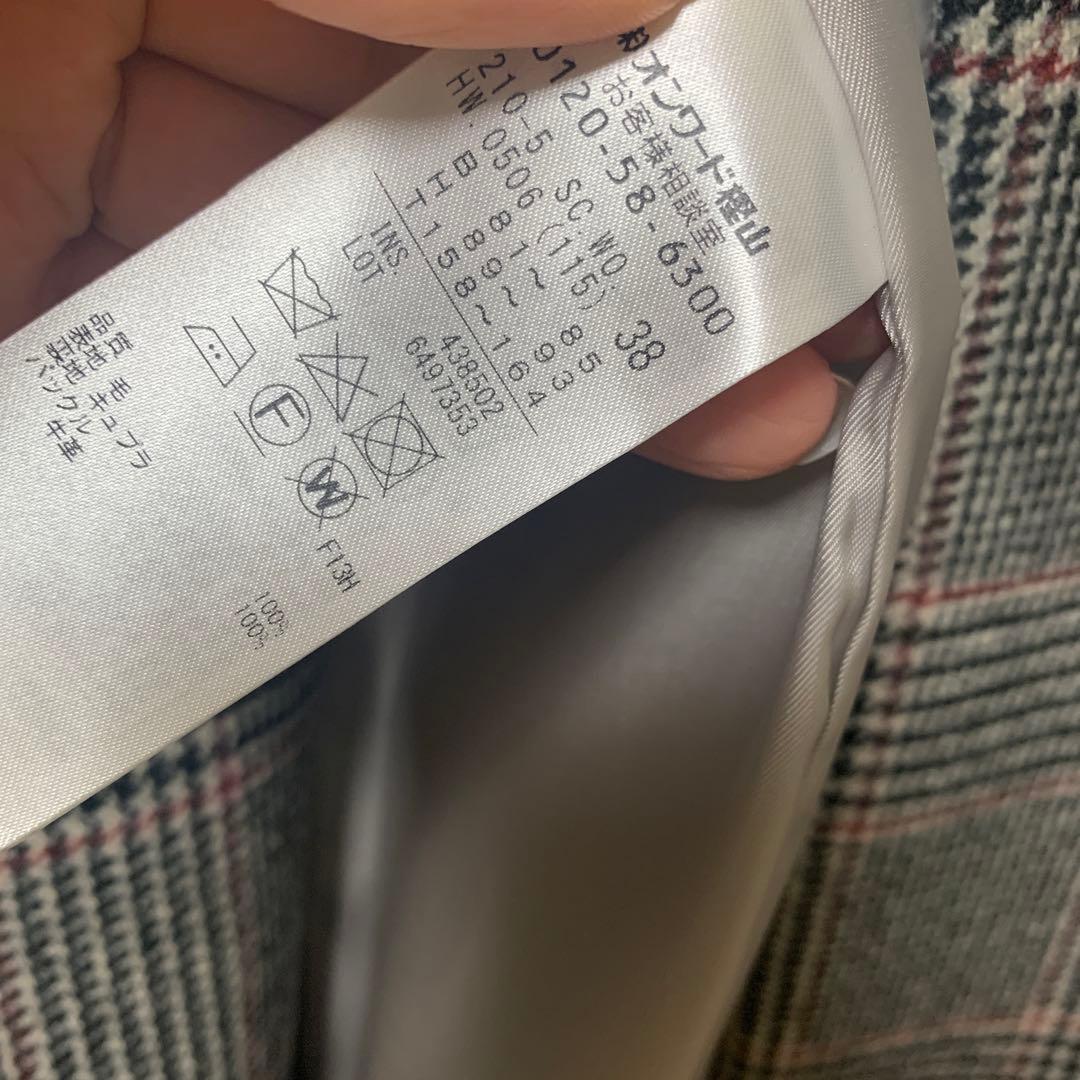 オンワード樫山
お客様相談室
0120-58-6300
210-5 SC.WO. 38
HW.0506 (115)
B 81~ 85
H 89~ 93
T 158~164
INS. 438502
LOT 6497353
F
W
F13H
品質
表地 毛 100%
裏地 キュプラ 100%
バックル
牛革